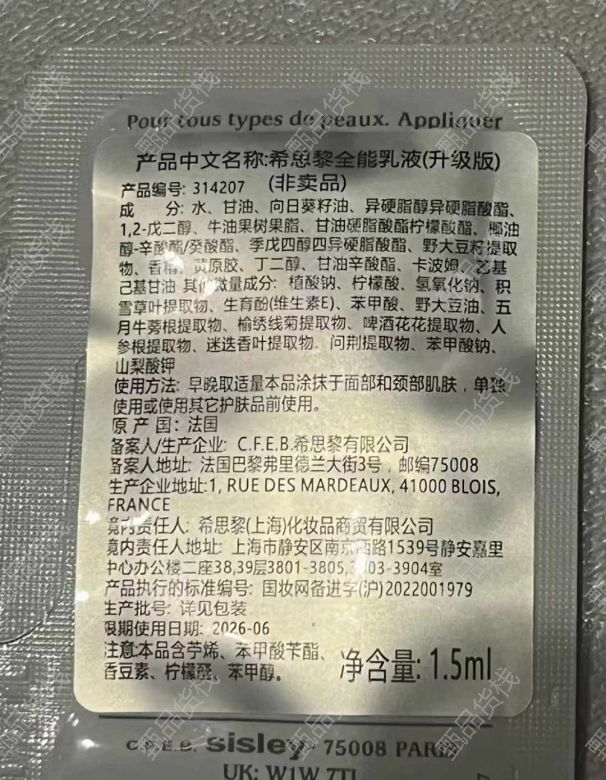 Pour tous types de peaux. Appliquer
产品中文名称:希思黎全能乳液(升级版)
产品编号: 314207 (非卖品)
成 分: 水、甘油、向日葵籽油、异硬脂醇异硬脂酸酯、
1,2-戊二醇、牛油果树果脂、甘油硬脂酸酯柠檬酸酯、椰油
醇-辛酸酯/癸酸酯、季戊四醇四异硬脂酸酯、野大豆籽提取
物、香精、黄原胶、丁二醇、甘油辛酸酯、卡波姆、乙基
己基甘油 其他微量成分: 植酸钠、柠檬酸、氢氧化钠、积
雪草叶提取物、生育酚(维生素E)、苯甲酸、野大豆油、五
月牛蒡根提取物、榆绣线菊提取物、啤酒花花提取物、人
参根提取物、迷迭香叶提取物、问荆提取物、苯甲酸钠、
山梨酸钾
使用方法: 早晚取适量本品涂抹于面部和颈部肌肤，单独
使用或使用其它护肤品前使用。
原 产 国: 法国
备案人/生产企业: C.F.E.B.希思黎有限公司
备案人地址: 法国巴黎弗里德兰大街3号，邮编75008
生产企业地址:1, RUE DES MARDEAUX, 41000 BLOIS,
FRANCE
境内责任人: 希思黎(上海)化妆品商贸有限公司
境内责任人地址: 上海市静安区南京西路1539号静安嘉里
中心办公楼二座38,39层3801-3805,3903-3904室
产品执行的标准编号: 国妆网备进字(沪)2022001979
生产批号: 详见包装
限期使用日期: 2026-06
注意:本品含苧烯、苯甲酸苄酯、
香豆素、柠檬醛、苯甲醇。 净含量: 1.5ml
C.F.E.B. sisley - 75008 PARIS
UK: W1W 7TL
甄品货栈